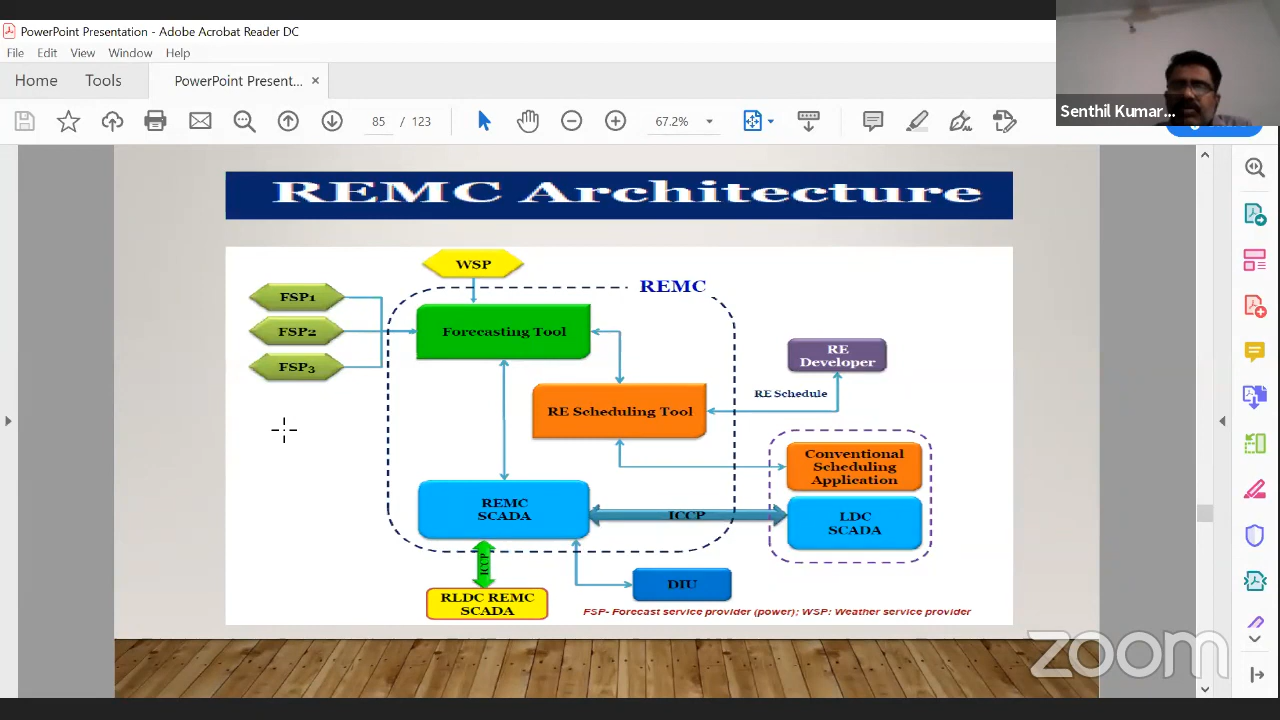 PowerPoint Presentation - Adobe Acrobat Reader DC
File Edit View Window Help
Home Tools PowerPoint Present... ×
85 / 123
67.2%
Senthil Kumar...
REMC Architecture
WSP
REMC
FSP1
FSP2
FSP3
Forecasting Tool
RE
Developer
RE Schedule
RE Scheduling Tool
Conventional
Scheduling
Application
REMC
SCADA
ICCP
LDC
SCADA
ICCP
DIU
RLDC REMC
SCADA
FSP- Forecast service provider (power); WSP: Weather service provider
zoom